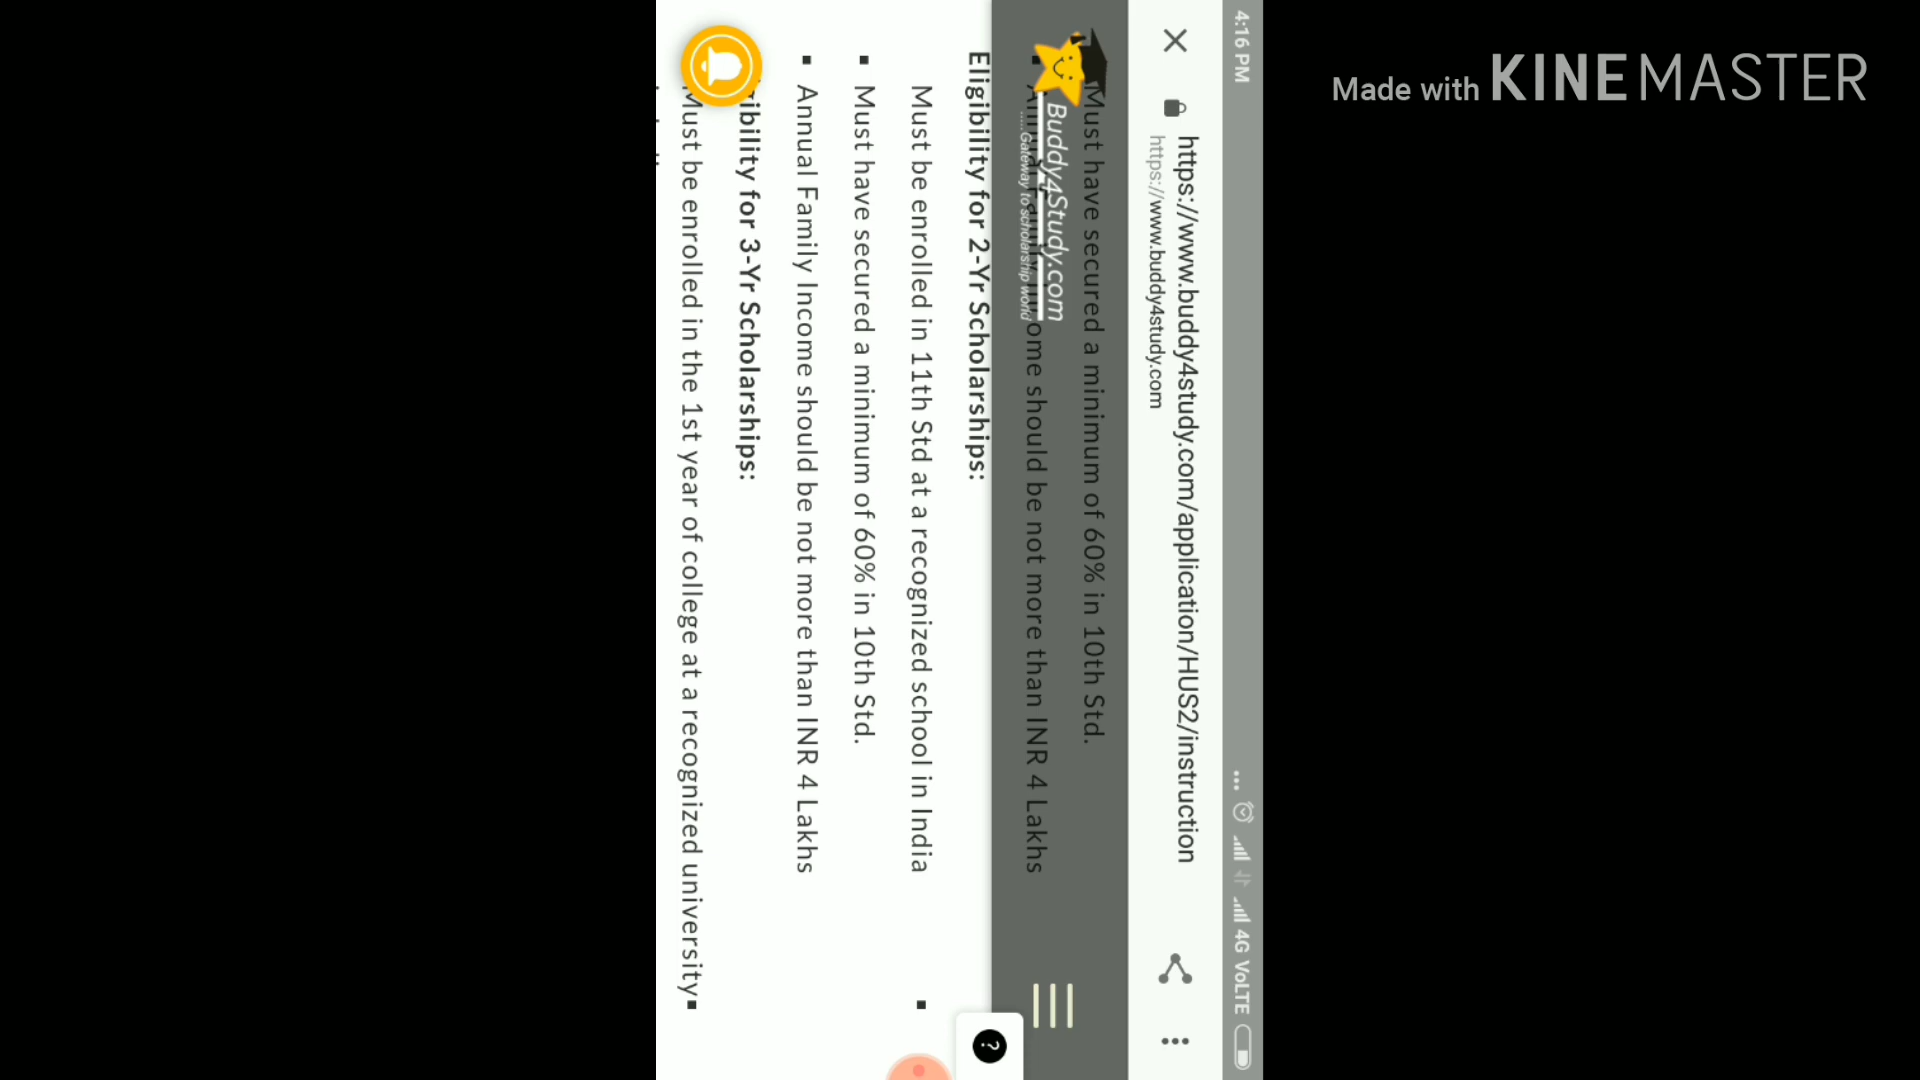 Made with KINEMASTER
4:16 PM
4G VoLTE
https://www.buddy4study.com/application/HUS2/instruction
https://www.buddy4study.com
Must have secured a minimum of 60% in 10th Std.
Buddy4Study.com
.....Gateway to scholarship world
ome should be not more than INR 4 Lakhs
Eligibility for 2-Yr Scholarships:
Must be enrolled in 11th Std at a recognized school in India
▪ Must have secured a minimum of 60% in 10th Std.
▪ Annual Family Income should be not more than INR 4 Lakhs
gibility for 3-Yr Scholarships:
Must be enrolled in the 1st year of college at a recognized university
?